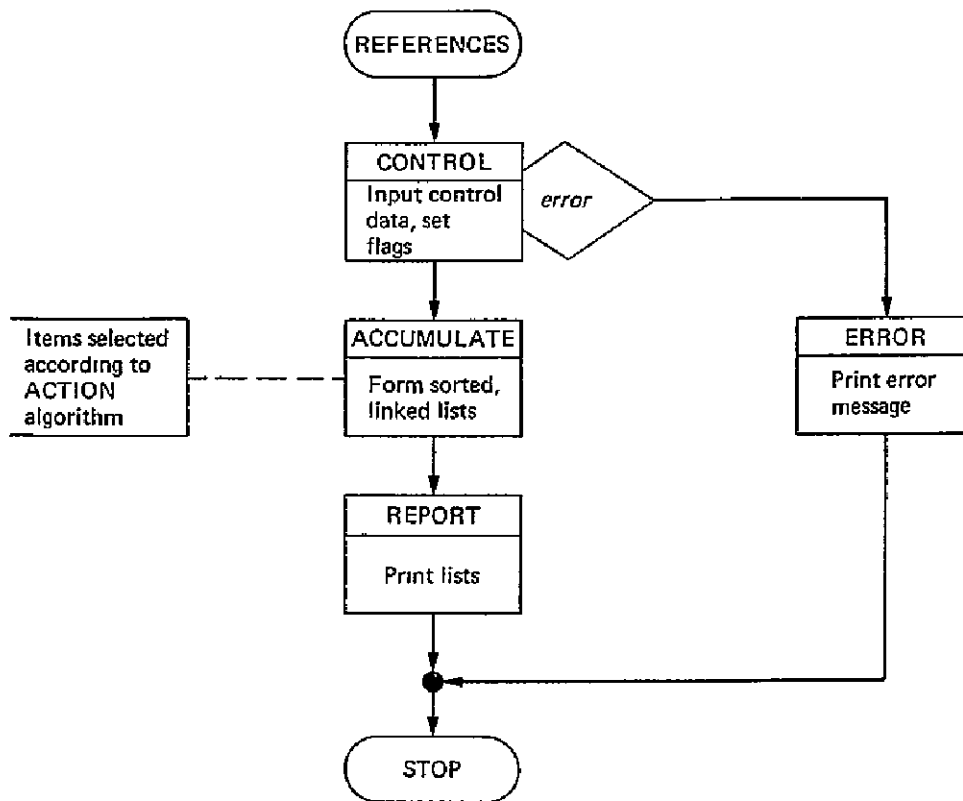 REFERENCES
CONTROL
Input control
data, set
flags
error
Items selected
according to
ACTION
algorithm
ACCUMULATE
Form sorted,
linked lists
ERROR
Print error
message
REPORT
Print lists
STOP